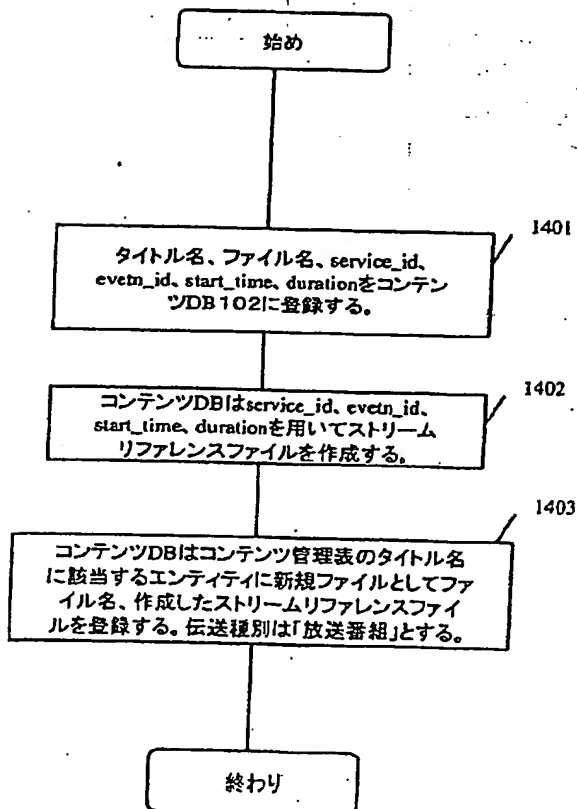 始め
1401
タイトル名、ファイル名、service_id、
evetn_id、start_time、durationをコンテン
ツDB102に登録する。
1402
コンテンツDBはservice_id、evetn_id、
start_time、durationを用いてストリーム
リファレンスファイルを作成する。
1403
コンテンツDBはコンテンツ管理表のタイトル名
に該当するエンティティに新規ファイルとしてファ
イル名、作成したストリームリファレンスファイ
ルを登録する。伝送種別は「放送番組」とする。
終わり